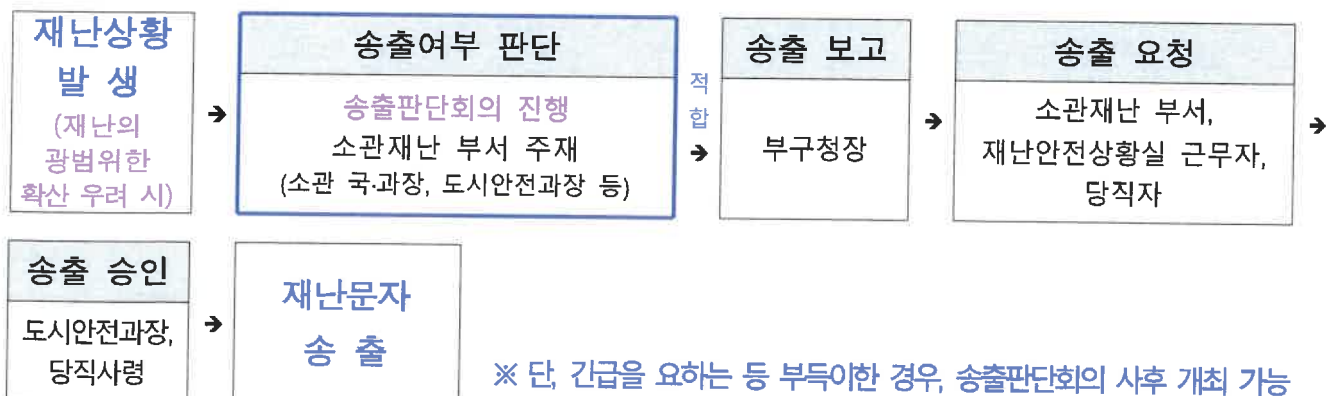 재난상황
발 생
(재난의
광범위한
확산 우려 시)
➔
송출여부 판단
송출판단회의 진행
소관재난 부서 주재
(소관 국·과장, 도시안전과장 등)
적
합
➔
송출 보고
부구청장
➔
송출 요청
소관재난 부서,
재난안전상황실 근무자,
당직자
➔
송출 승인
도시안전과장,
당직사령
➔
재난문자
송 출
※ 단, 긴급을 요하는 등 부득이한 경우, 송출판단회의 사후 개최 가능